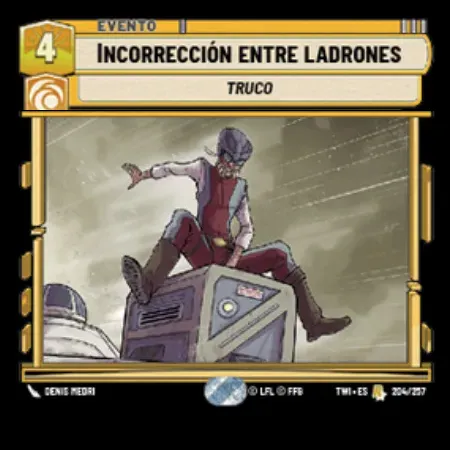 EVENTO
4
INCORRECCIÓN ENTRE LADRONES
TRUCO
DENIS MEDRI
© LFL © FFG
TWI • ES
204/257